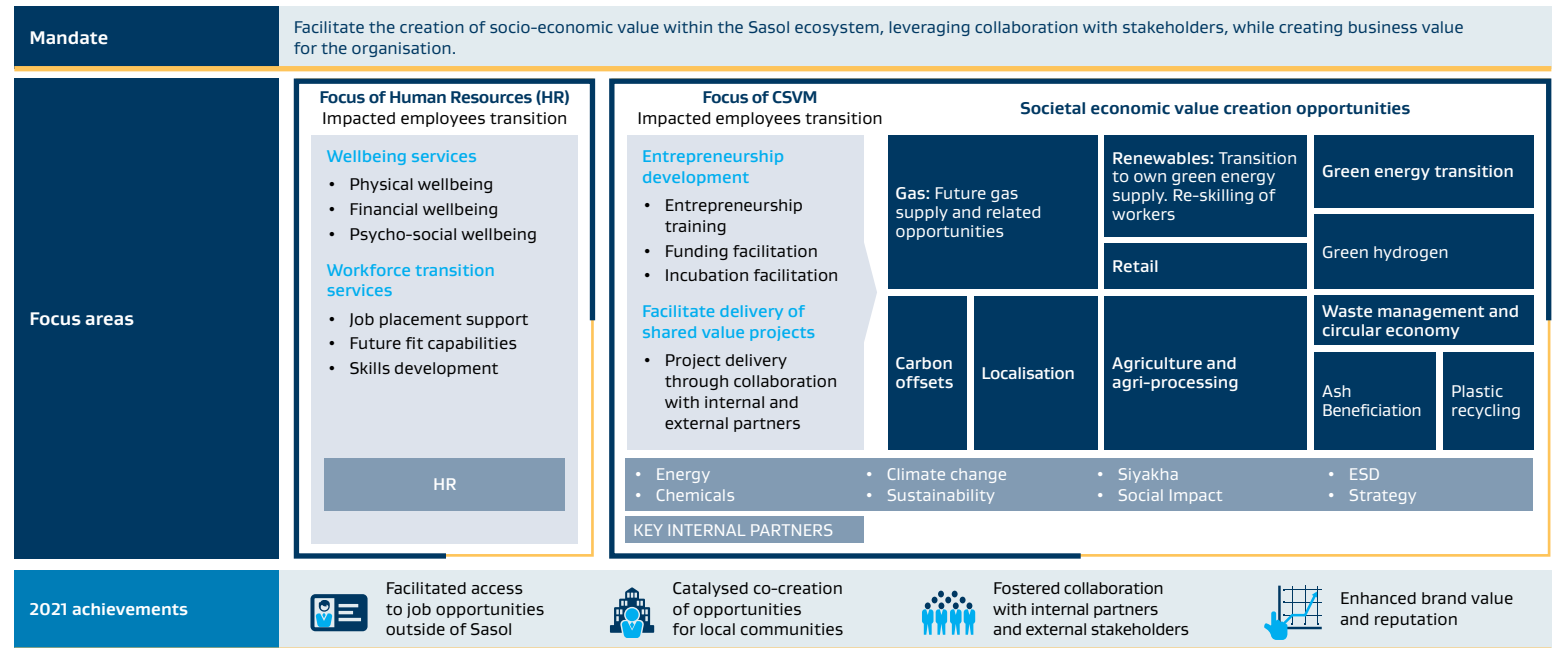 Mandate
Facilitate the creation of socio-economic value within the Sasol ecosystem, leveraging collaboration with stakeholders, while creating business value
for the organisation.
Focus areas
Focus of Human Resources (HR)
Impacted employees transition
Wellbeing services
• Physical wellbeing
• Financial wellbeing
• Psycho-social wellbeing
Workforce transition
services
• Job placement support
• Future fit capabilities
• Skills development
HR
Focus of CSVM
Impacted employees transition
Entrepreneurship
development
• Entrepreneurship
training
• Funding facilitation
• Incubation facilitation
Facilitate delivery of
shared value projects
• Project delivery
through collaboration
with internal and
external partners
Societal economic value creation opportunities
Gas: Future gas
supply and related
opportunities
Renewables: Transition
to own green energy
supply. Re-skilling of
workers
Retail
Green energy transition
Green hydrogen
Carbon
offsets
Localisation
Agriculture and
agri-processing
Waste management and
circular economy
Ash
Beneficiation
Plastic
recycling
• Energy
• Chemicals
• Climate change
• Sustainability
• Siyakha
• Social Impact
• ESD
• Strategy
KEY INTERNAL PARTNERS
2021 achievements
Facilitated access
to job opportunities
outside of Sasol
Catalysed co-creation
of opportunities
for local communities
Fostered collaboration
with internal partners
and external stakeholders
Enhanced brand value
and reputation